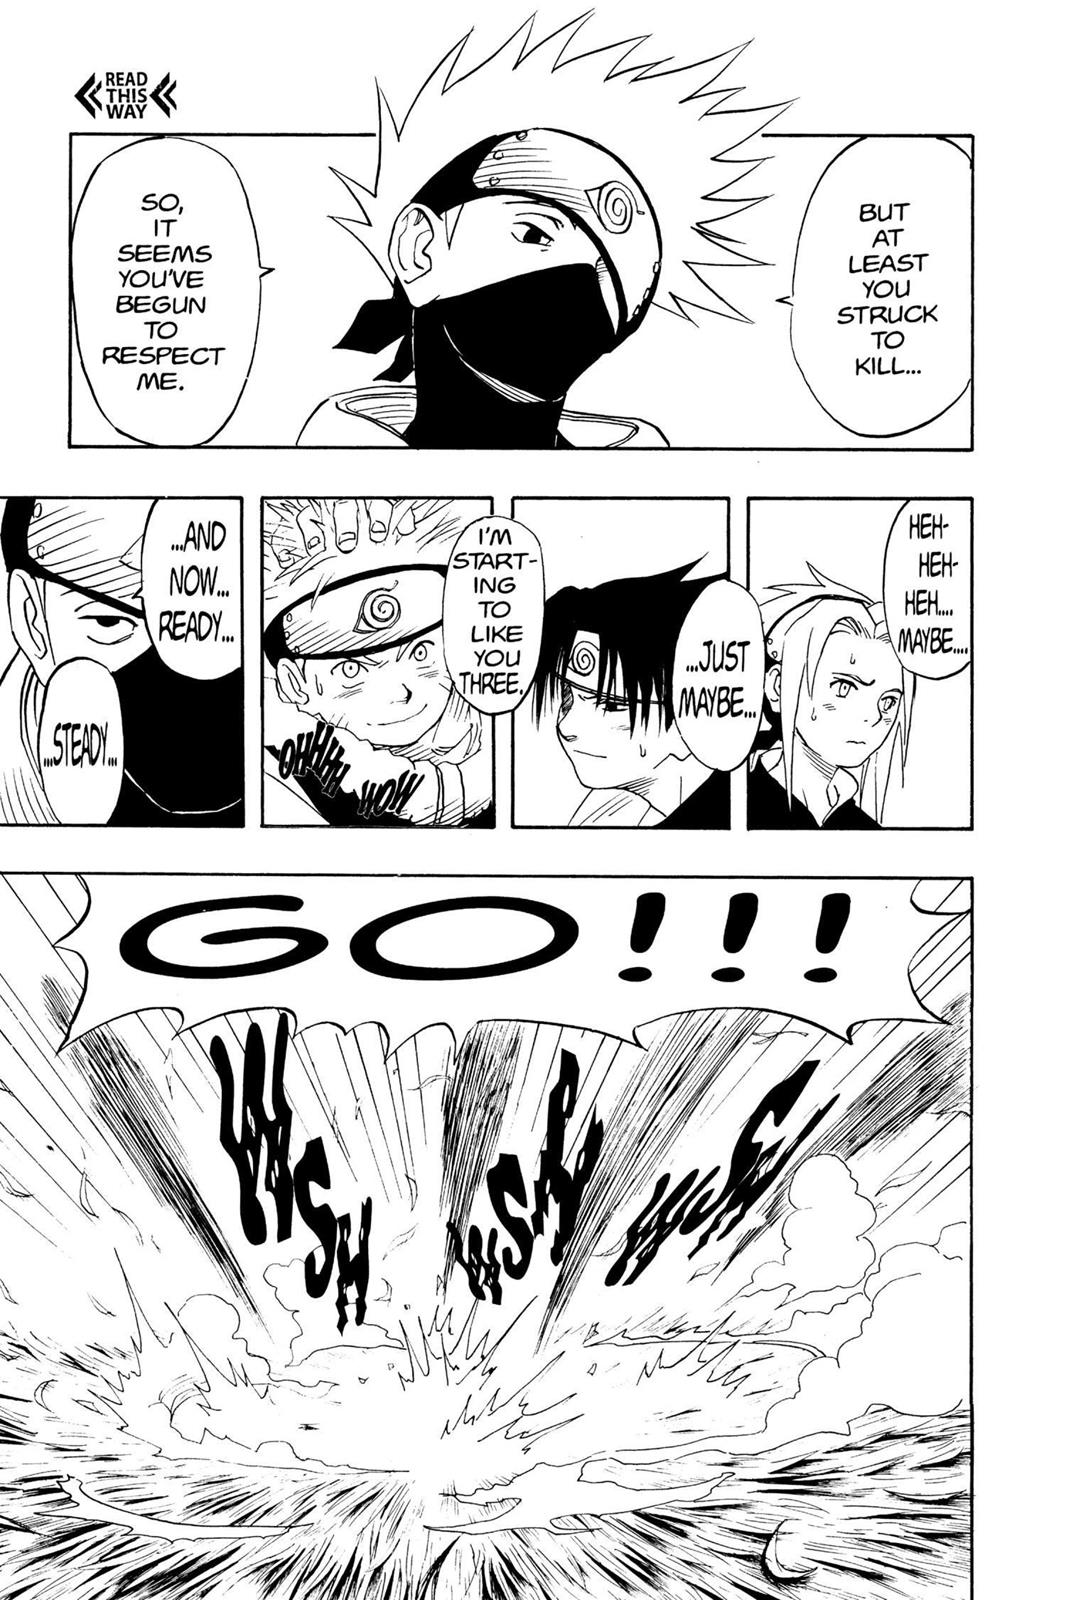 READ
THIS
WAY
BUT
AT
LEAST
YOU
STRUCK
TO
KILL...
SO,
IT
SEEMS
YOU'VE
BEGUN
TO
RESPECT
ME.
HEH-
HEH-
HEH....
MAYBE....
...JUST
MAYBE...
I'M
START-
ING
TO
LIKE
YOU
THREE.
OHHHHH
WOW
...AND
NOW...
READY...
...STEADY...
GO!!!
WSH
WSH
WSH